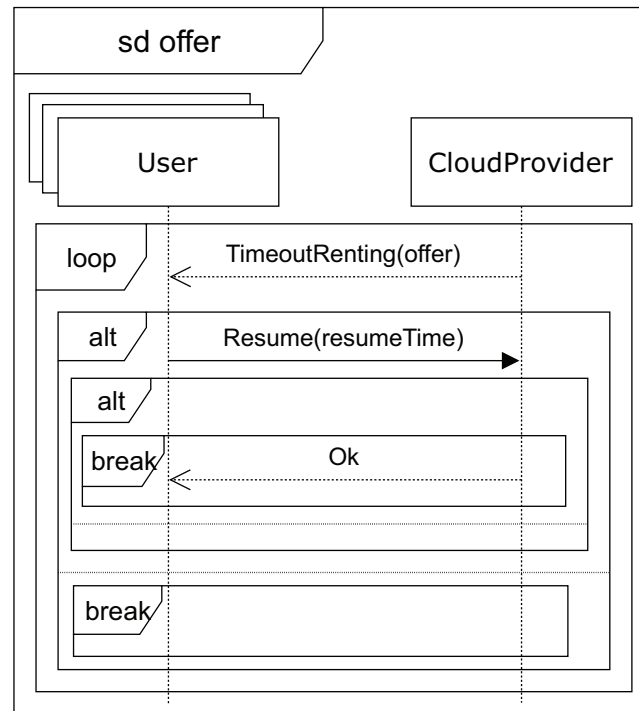 sd offer
User
CloudProvider
loop
TimeoutRenting(offer)
alt
Resume(resumeTime)
alt
break
Ok
break